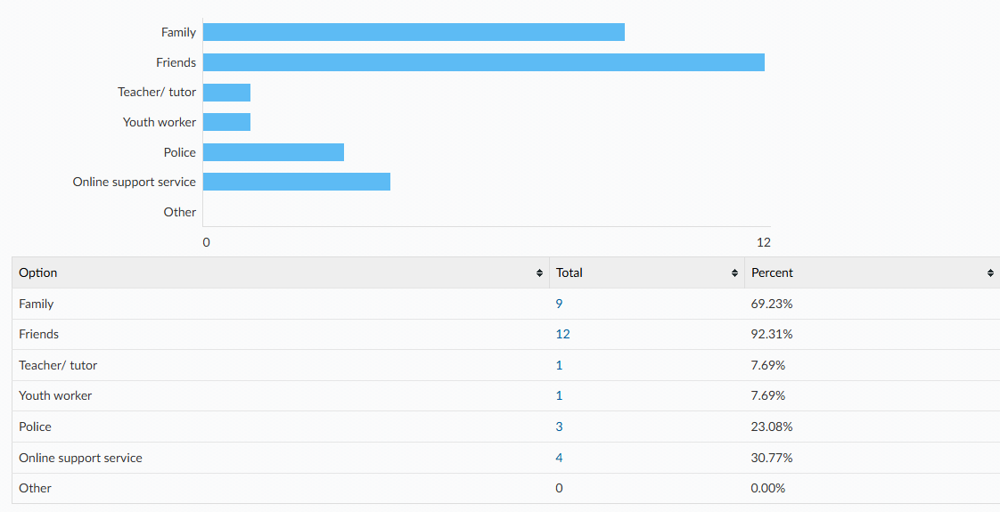 Family
Friends
Teacher/ tutor
Youth worker
Police
Online support service
Other
0 12
Option Total Percent
Family 9 69.23%
Friends 12 92.31%
Teacher/ tutor 1 7.69%
Youth worker 1 7.69%
Police 3 23.08%
Online support service 4 30.77%
Other 0 0.00%